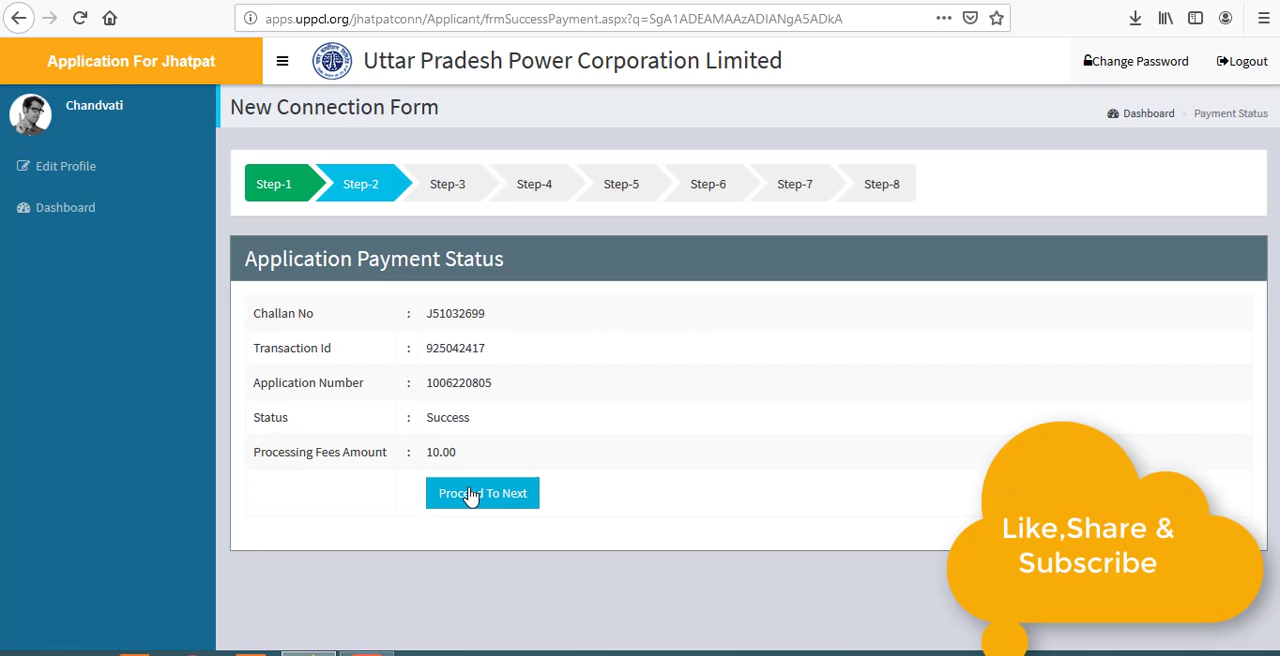 apps.uppcl.org/jhatpatconn/Applicant/frmSuccessPayment.aspx?q=SgA1ADEAMAAzADIANgA5ADkA
Application For Jhatpat
Uttar Pradesh Power Corporation Limited
Change Password
Logout
Chandvati
Edit Profile
Dashboard
New Connection Form
Dashboard > Payment Status
Step-1 Step-2 Step-3 Step-4 Step-5 Step-6 Step-7 Step-8
Application Payment Status
Challan No : J51032699
Transaction Id : 925042417
Application Number : 1006220805
Status : Success
Processing Fees Amount : 10.00
Proceed To Next
Like,Share &
Subscribe